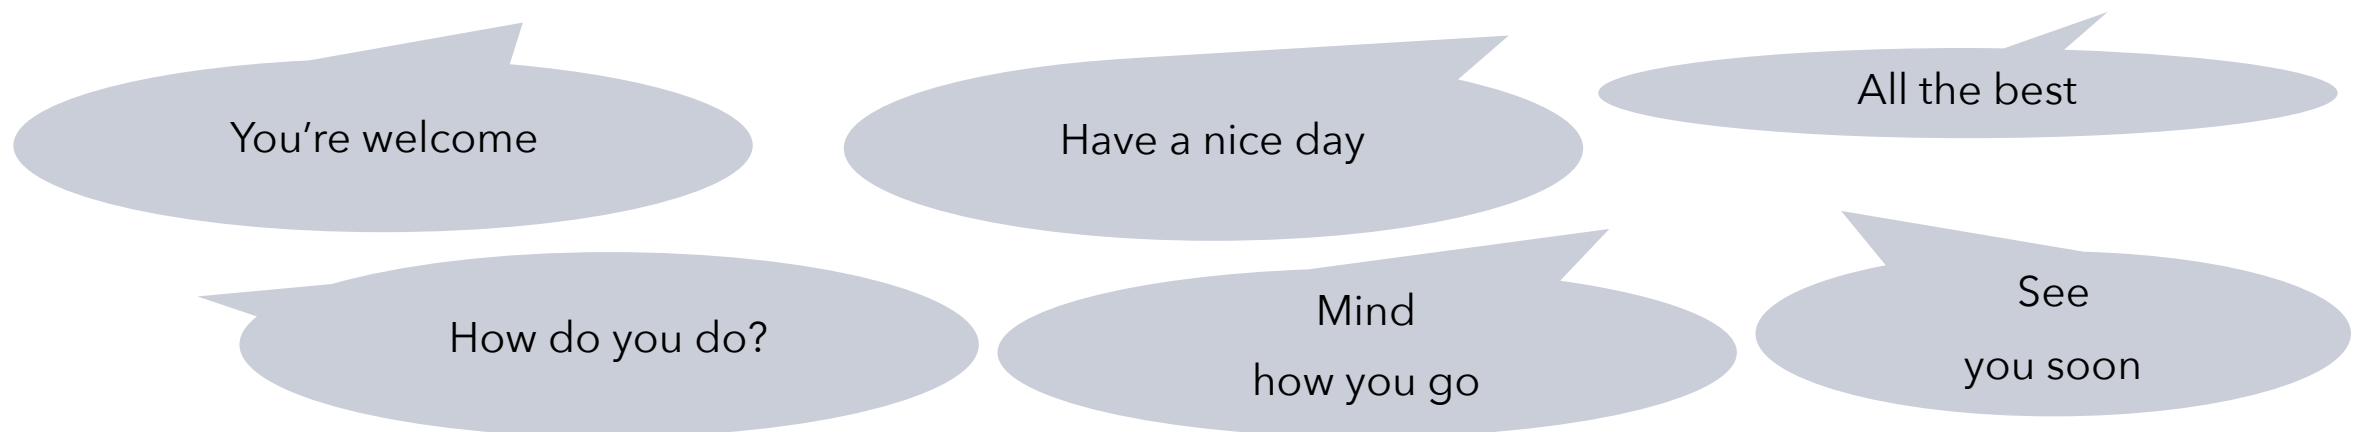 You’re welcome
Have a nice day
All the best
How do you do?
Mind
how you go
See
you soon